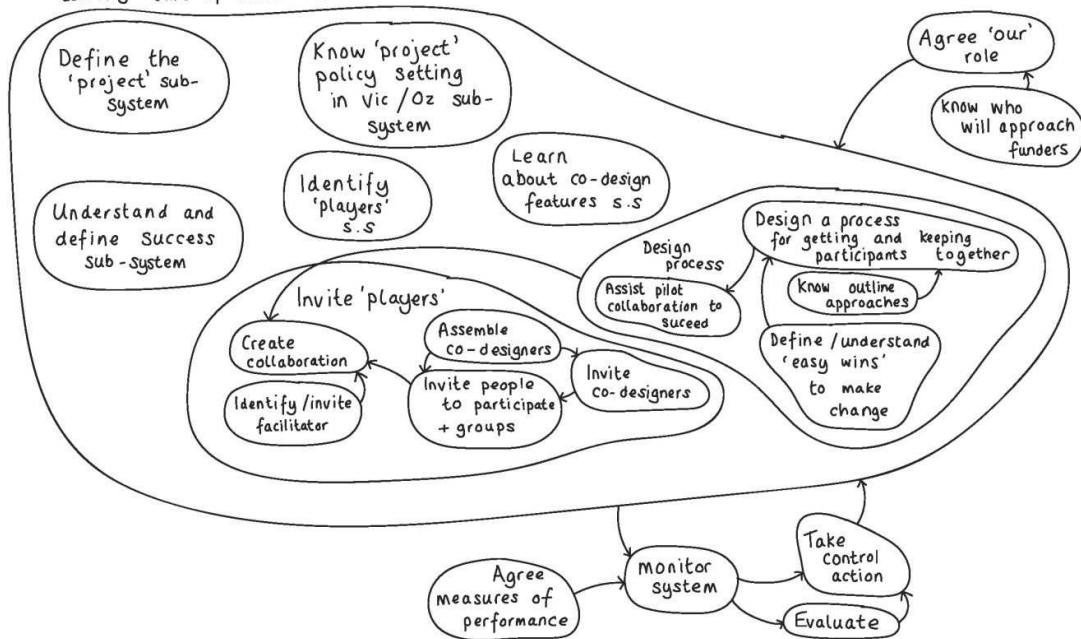 Define the
'project' sub-
system
Know 'project'
policy setting
in Vic/Oz sub-
system
Agree 'our'
role
Know who
will approach
funders
Understand and
define success
sub-system
Identify
'players'
s.s
Learn
about co-design
features s.s
Design
process
Design a process
for getting and keeping
participants together
Assist pilot
collaboration to
suceed
Know outline
approaches
Define/understand
'easy wins'
to make
change
Invite 'players'
Create
collaboration
Assemble
co-designers
Identify/invite
facilitator
Invite people
to participate
+ groups
Invite
co-designers
Agree
measures of
performance
monitor
system
Take
control
action
Evaluate